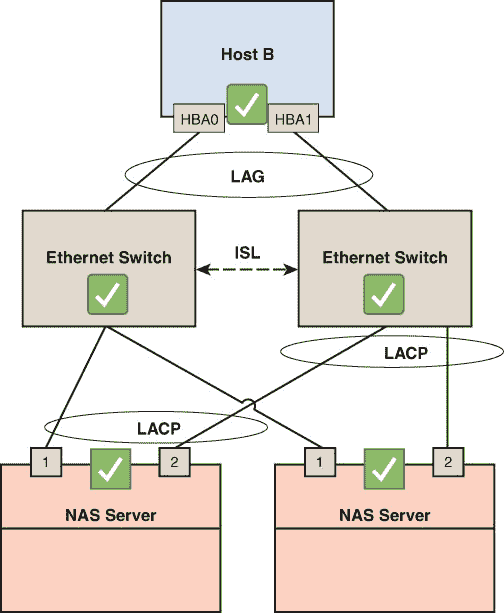 Host B
HBA0
HBA1
LAG
Ethernet Switch
ISL
Ethernet Switch
LACP
LACP
1
2
1
2
NAS Server
NAS Server